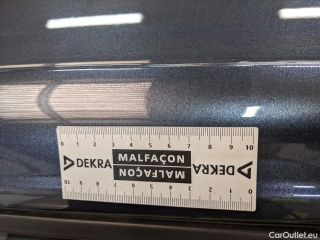 0 1 2 3 4 5 6 7 8 9 10
DEKRA MALFAÇON
MALFAÇON DEKRA
10 9 8 7 6 5 4 3 2 1 0
CarOutlet.eu